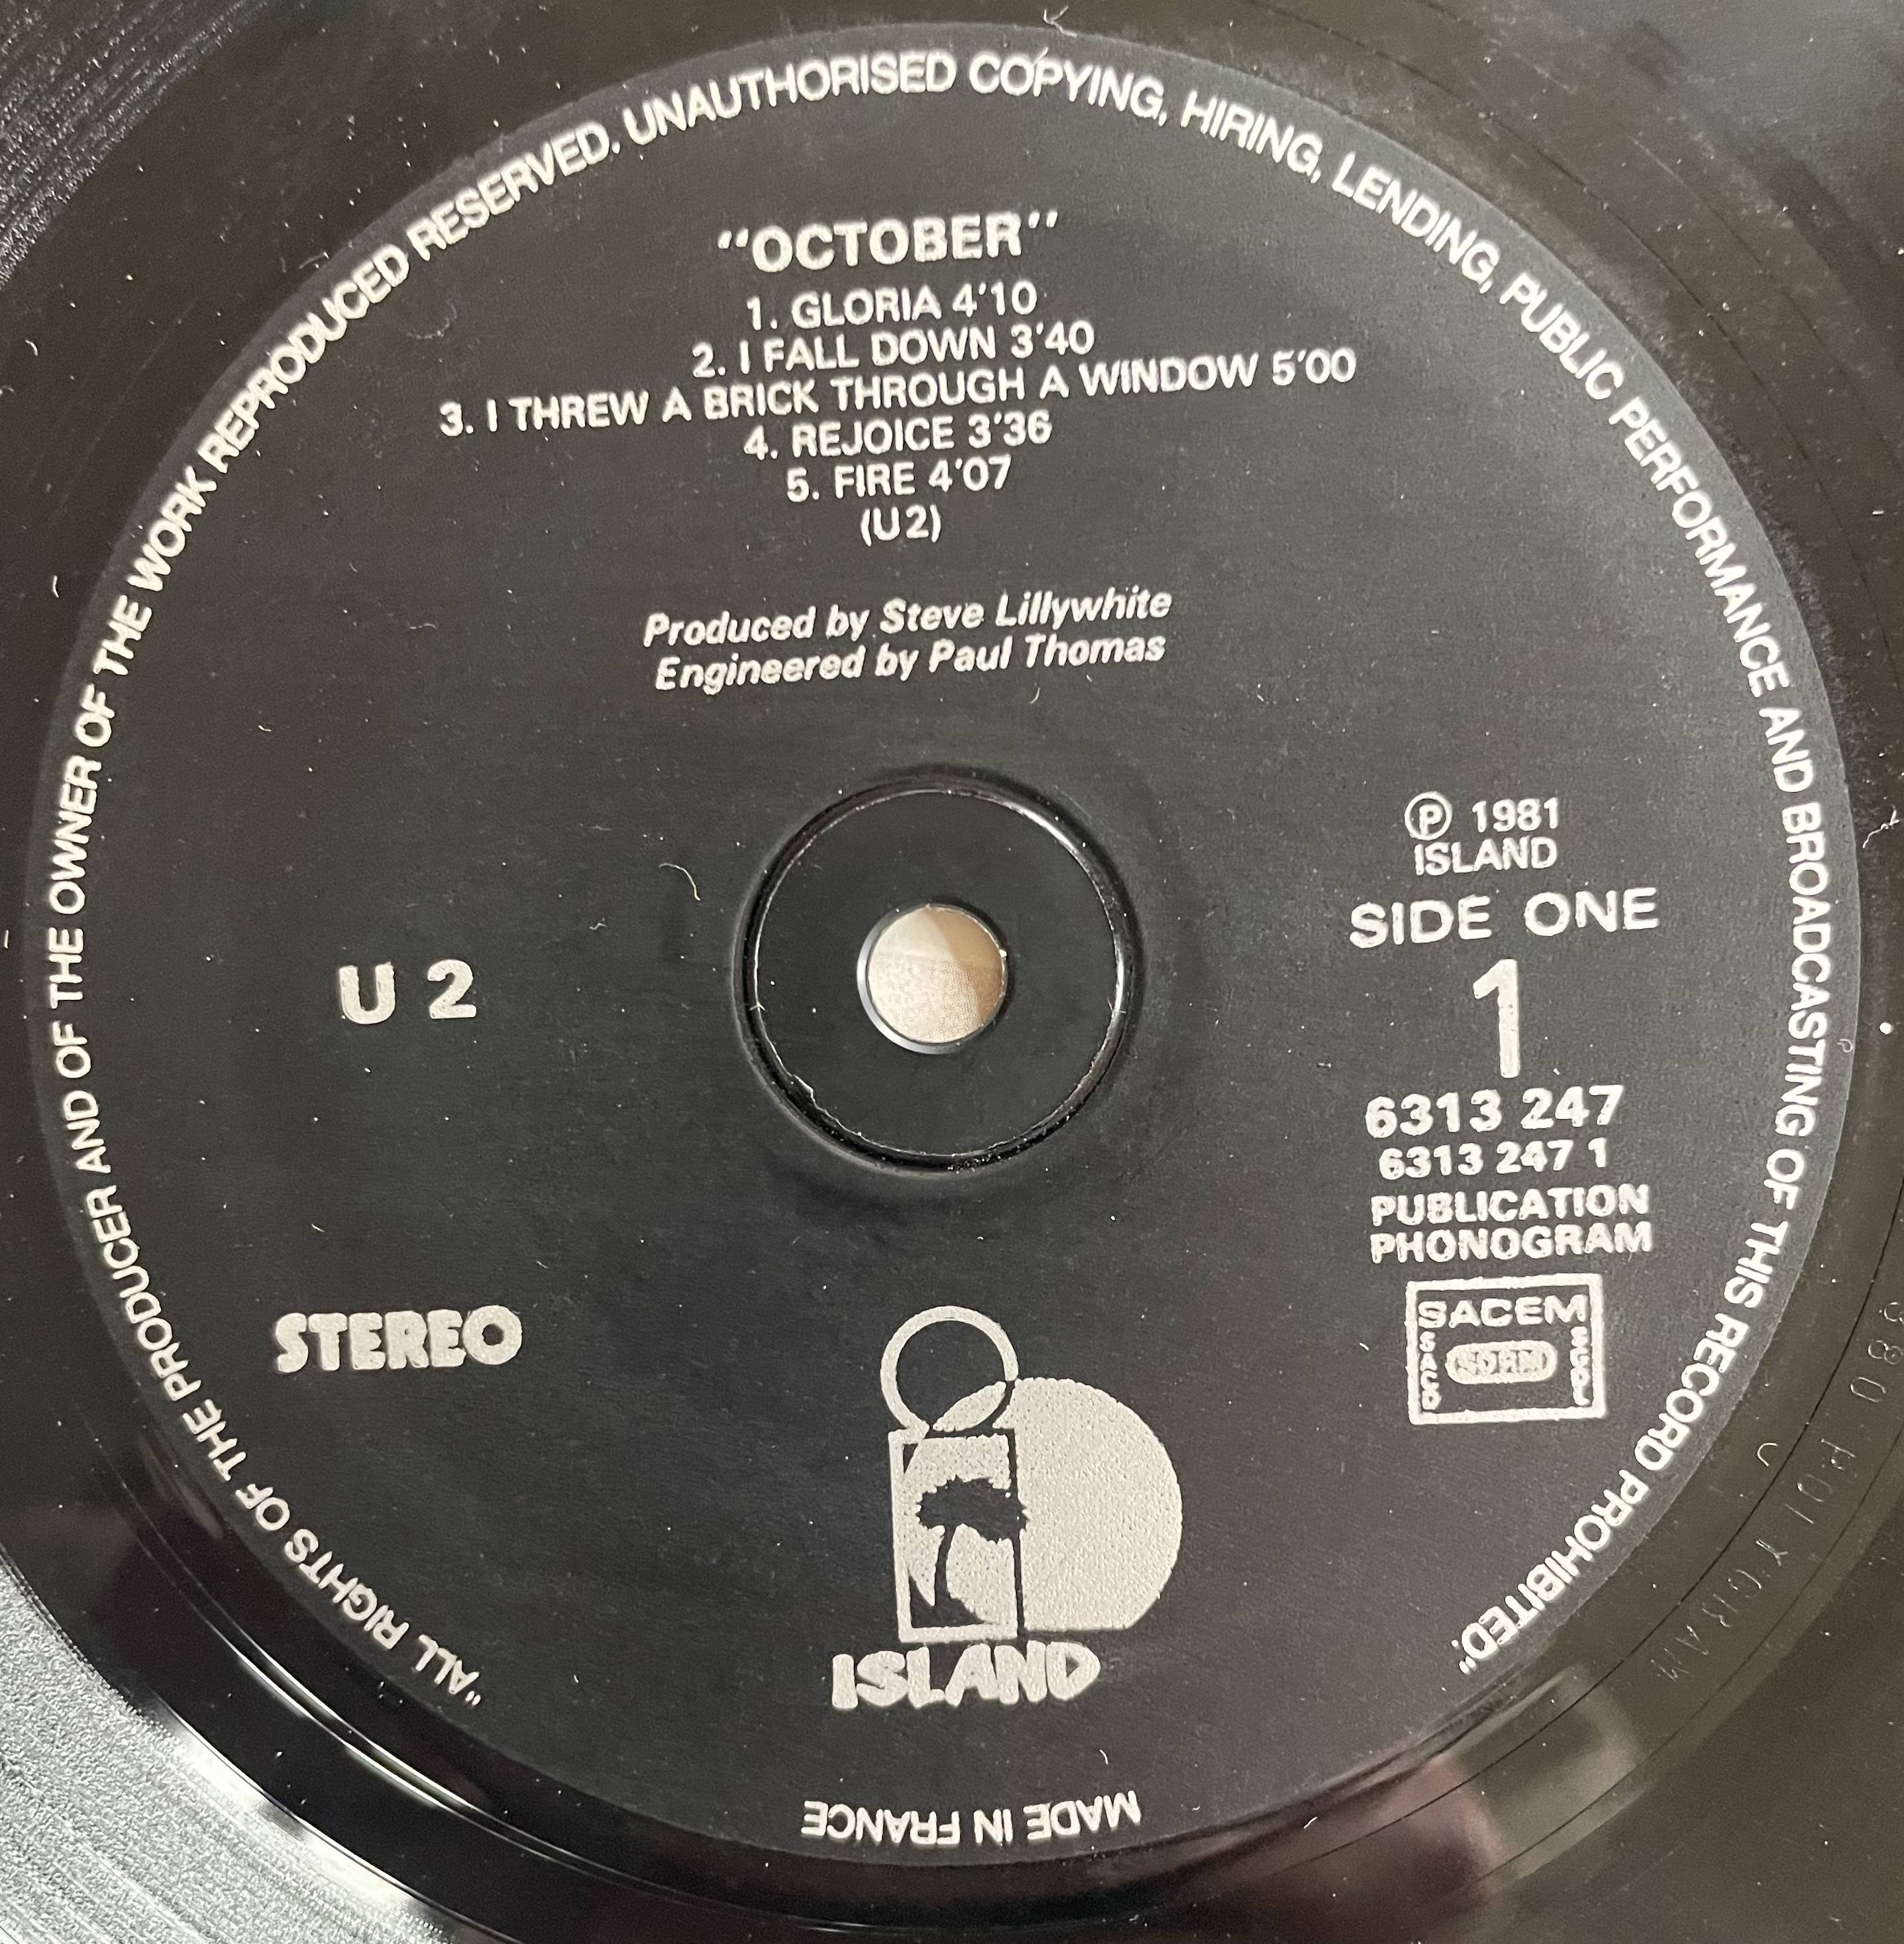 "ALL RIGHTS OF THE PRODUCER AND OF THE OWNER OF THE WORK REPRODUCED RESERVED. UNAUTHORISED COPYING, HIRING, LENDING, PUBLIC PERFORMANCE AND BROADCASTING OF THIS RECORD PROHIBITED."
"OCTOBER"
1. GLORIA 4'10
2. I FALL DOWN 3'40
3. I THREW A BRICK THROUGH A WINDOW 5'00
4. REJOICE 3'36
5. FIRE 4'07
(U2)
Produced by Steve Lillywhite
Engineered by Paul Thomas
U 2
STEREO
Ⓟ 1981
ISLAND
SIDE ONE
1
6313 247
6313 247 1
PUBLICATION
PHONOGRAM
SACEM
SACD
SDRM
SGDL
ISLAND
MADE IN FRANCE
POLYGRAM